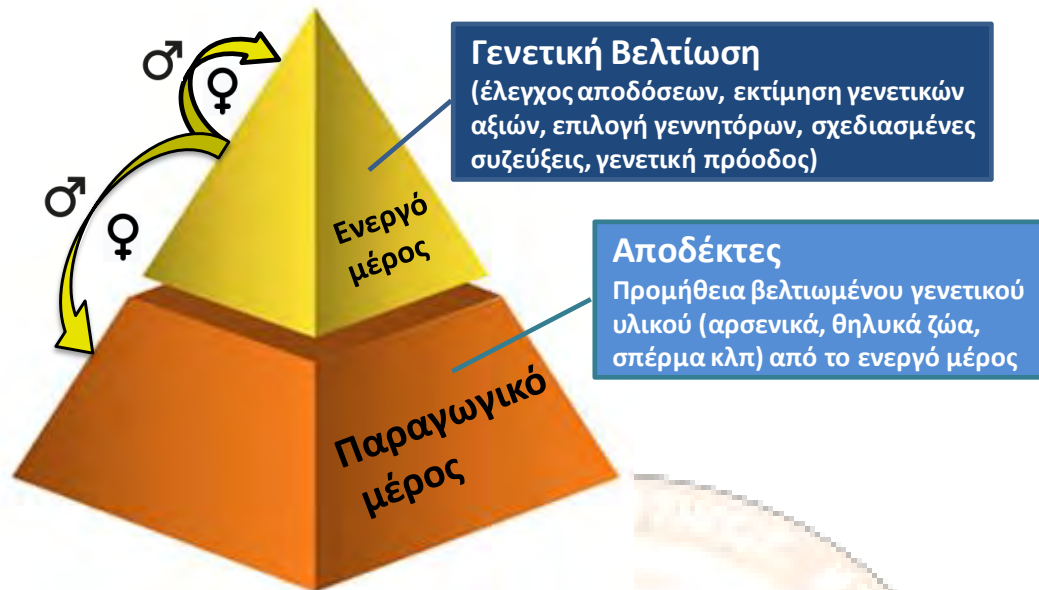 Γενετική Βελτίωση
(έλεγχος αποδόσεων, εκτίμηση γενετικών
αξιών, επιλογή γεννητόρων, σχεδιασμένες
συζεύξεις, γενετική πρόοδος)
♂
♀
Ενεργό
μέρος
♂
♀
Αποδέκτες
Προμήθεια βελτιωμένου γενετικού
υλικού (αρσενικά, θηλυκά ζώα,
σπέρμα κλπ) από το ενεργό μέρος
Παραγωγικό
μέρος